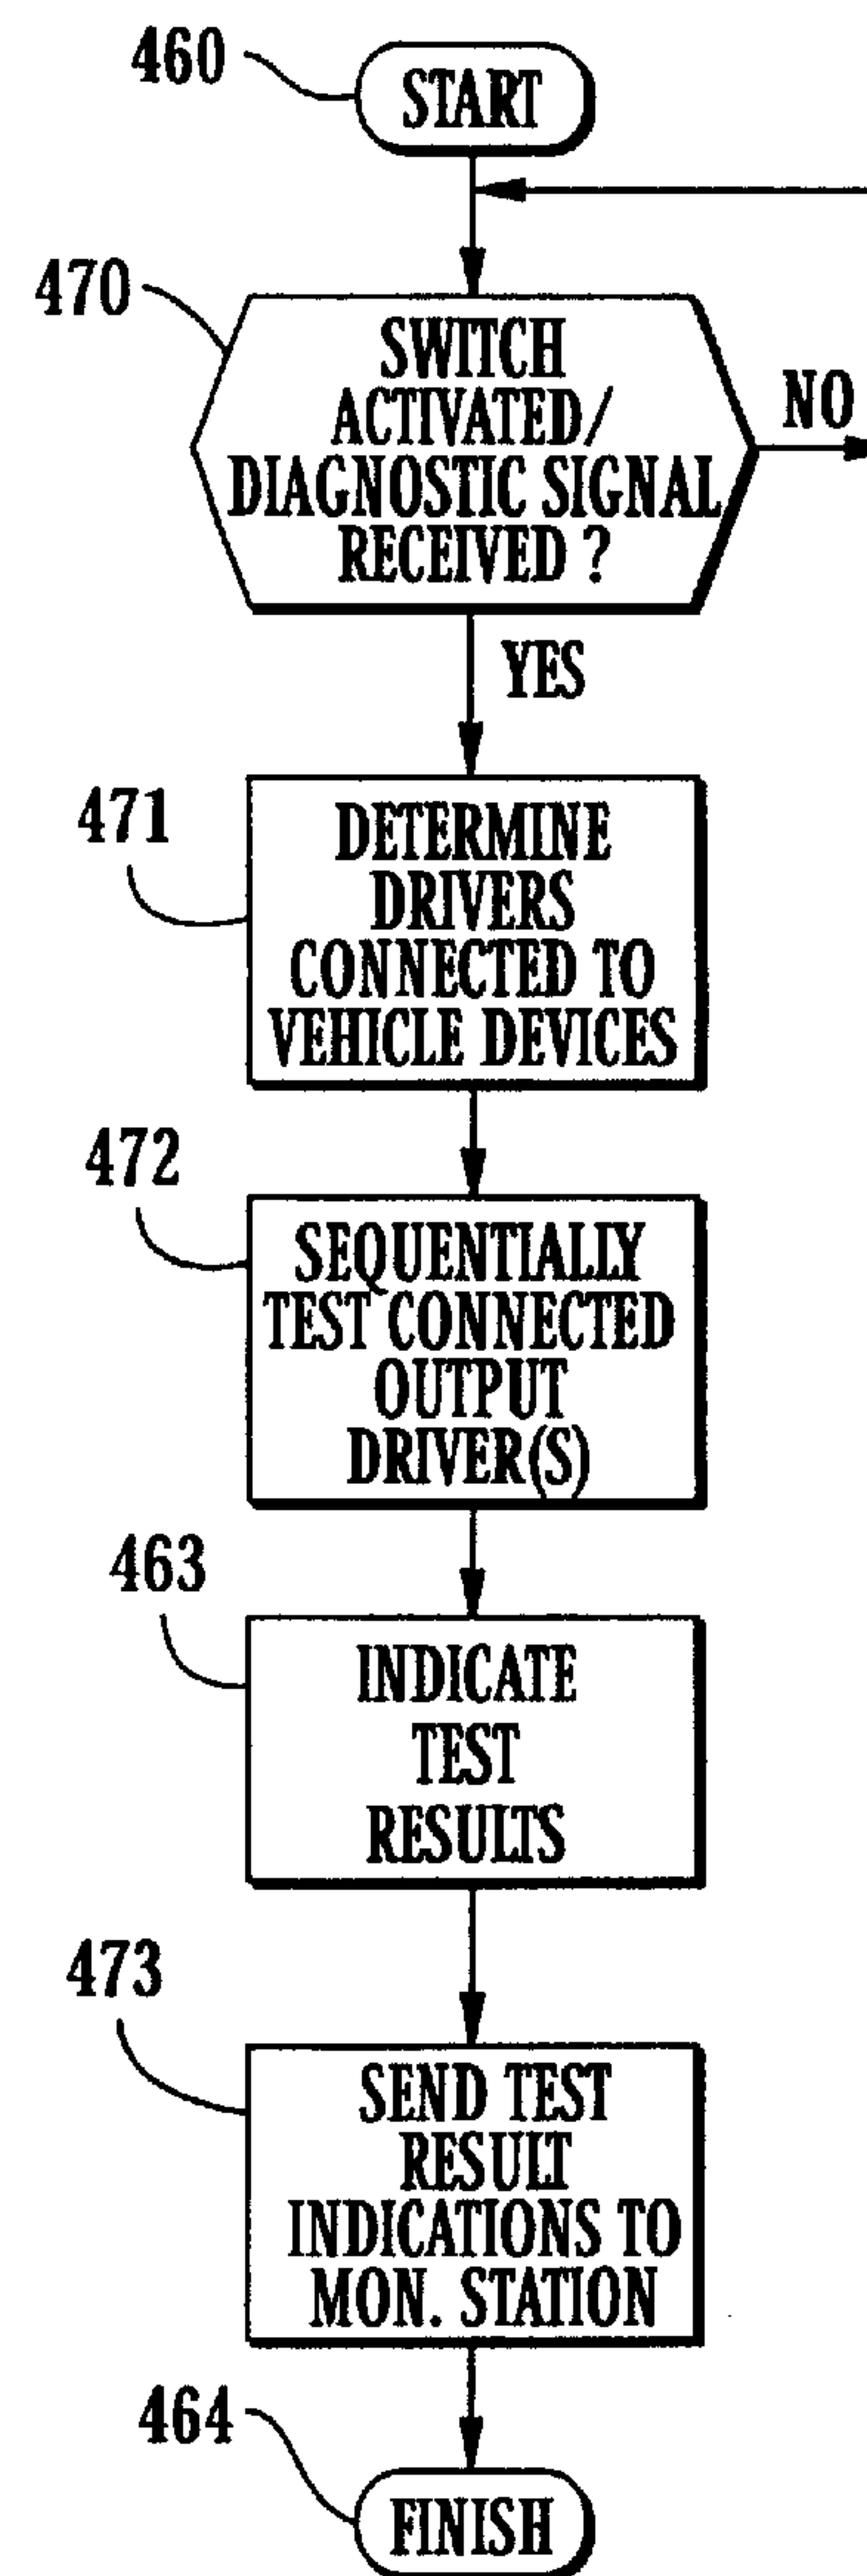 460
START
470
SWITCH
ACTIVATED/
DIAGNOSTIC SIGNAL
RECEIVED ?
NO
YES
471
DETERMINE
DRIVERS
CONNECTED TO
VEHICLE DEVICES
472
SEQUENTIALLY
TEST CONNECTED
OUTPUT
DRIVER(S)
463
INDICATE
TEST
RESULTS
473
SEND TEST
RESULT
INDICATIONS TO
MON. STATION
464
FINISH